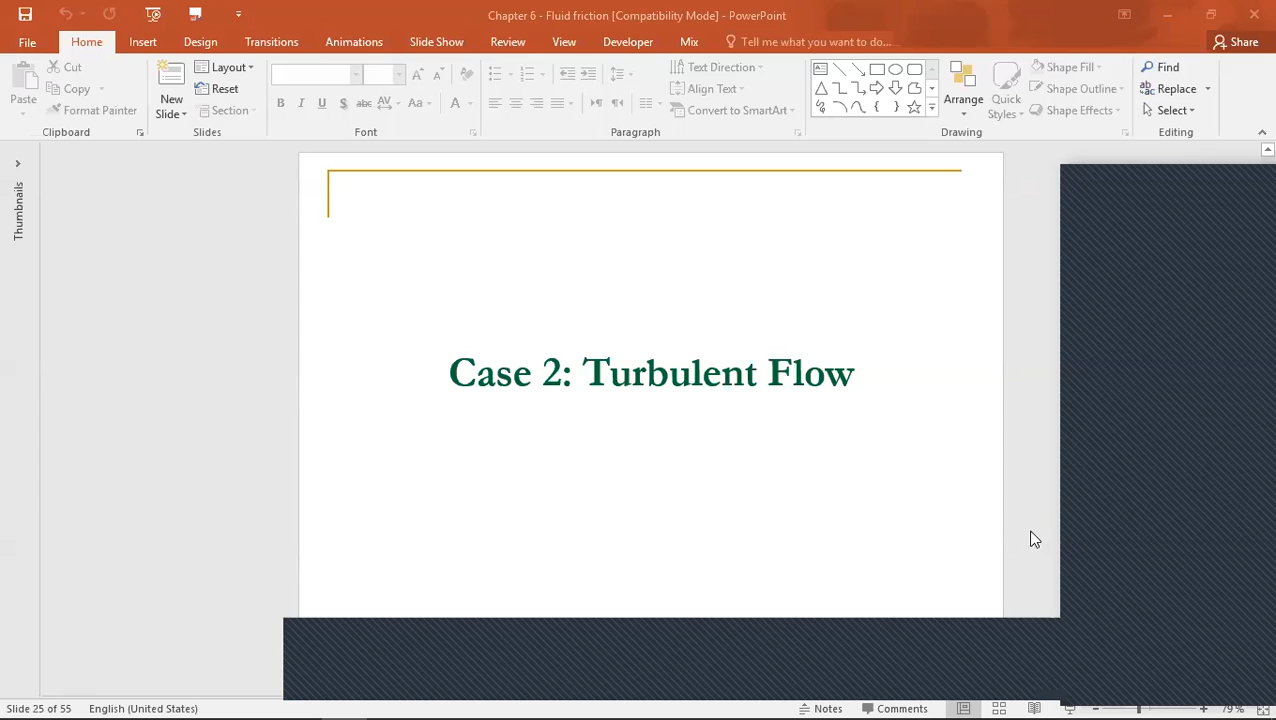 Chapter 6 - Fluid friction [Compatibility Mode] - PowerPoint
File Home Insert Design Transitions Animations Slide Show Review View Developer Mix Tell me what you want to do... Share
Paste
Cut
Copy
Format Painter
Clipboard
New
Slide
Layout
Reset
Section
Slides
B I U S abc AV Aa A
Font
Text Direction
Align Text
Convert to SmartArt
Paragraph
Arrange
Quick
Styles
Shape Fill
Shape Outline
Shape Effects
Drawing
Find
Replace
Select
Editing
Thumbnails
Case 2: Turbulent Flow
Slide 25 of 55 English (United States) Notes Comments 79%